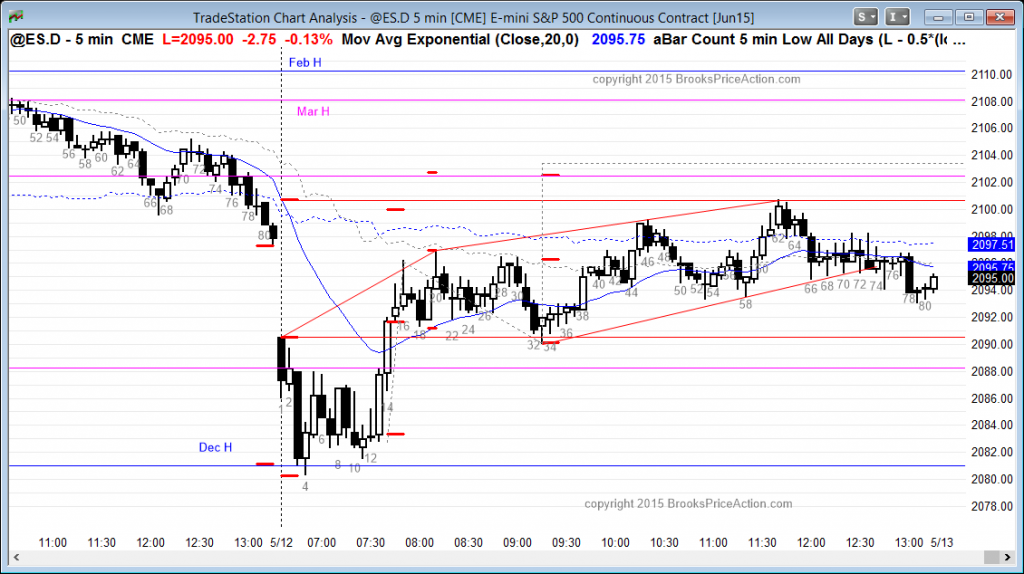 TradeStation Chart Analysis - @ES.D 5 min [CME] E-mini S&P 500 Continuous Contract [Jun15]
S I
@ES.D - 5 min CME L=2095.00 -2.75 -0.13% Mov Avg Exponential (Close,20,0) 2095.75 aBar Count 5 min Low All Days (L - 0.5*(lc ...
Feb H
copyright 2015 BrooksPriceAction.com
Mar H
Dec H
copyright 2015 BrooksPriceAction.com
2110.00
2108.00
2106.00
2104.00
2102.00
2100.00
2097.51
2095.75
2095.00
2094.00
2092.00
2090.00
2088.00
2086.00
2084.00
2082.00
2080.00
2078.00
50 52 54 56 58 60 62 64 66 68 70 72 74 76 78 80
2 4 6 8 10 12 14 16 18 20 22 24 26 28 30 32 34 36 38 40 42 44 46 48 50 52 54 58 60 62 64 66 68 70 72 74 76 78 80
11:00 11:30 12:00 12:30 13:00 5/12 07:00 07:30 08:00 08:30 09:00 09:30 10:00 10:30 11:00 11:30 12:00 12:30 13:00 5/13